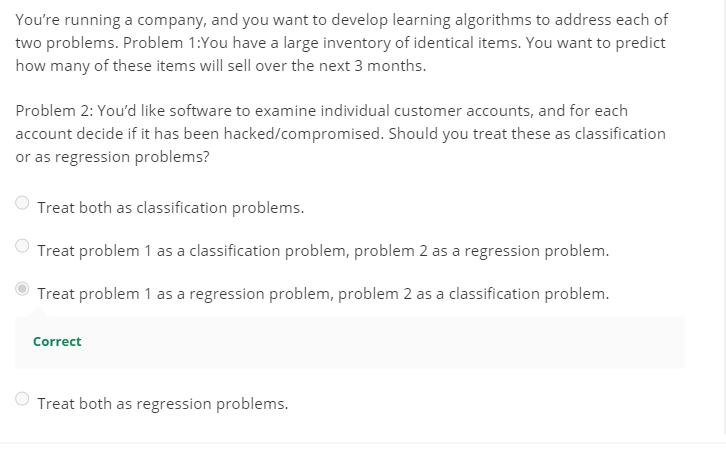 You're running a company, and you want to develop learning algorithms to address each of
two problems. Problem 1:You have a large inventory of identical items. You want to predict
how many of these items will sell over the next 3 months.
Problem 2: You'd like software to examine individual customer accounts, and for each
account decide if it has been hacked/compromised. Should you treat these as classification
or as regression problems?
Treat both as classification problems.
Treat problem 1 as a classification problem, problem 2 as a regression problem.
Treat problem 1 as a regression problem, problem 2 as a classification problem.
Correct
Treat both as regression problems.